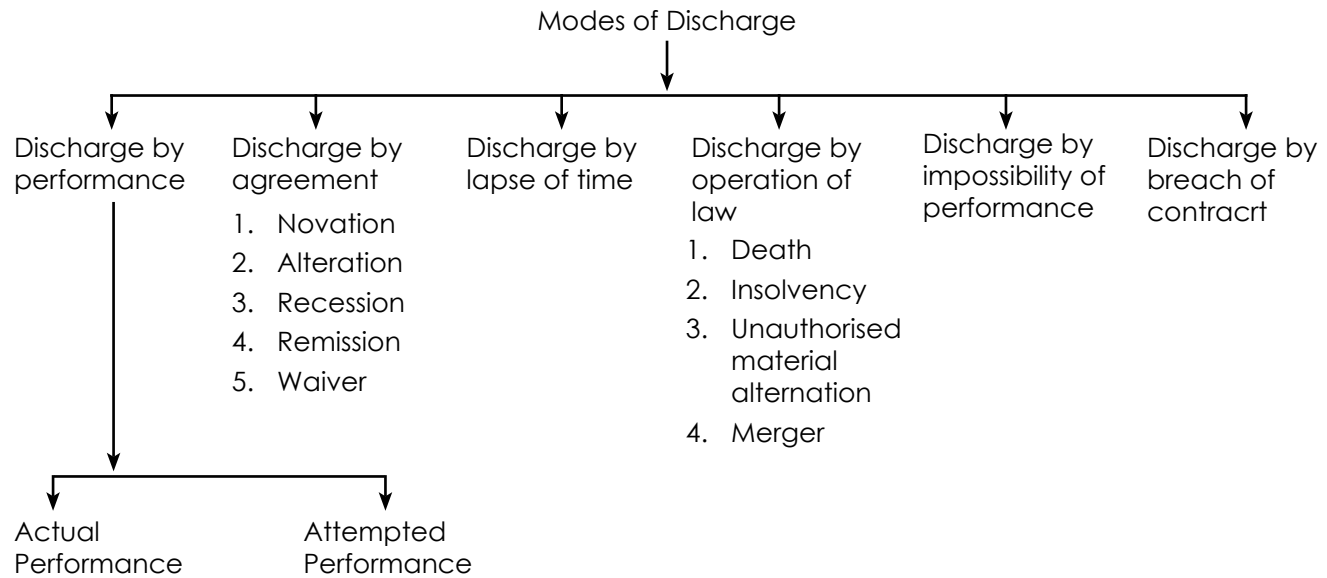 Modes of Discharge
Discharge by
performance
Discharge by
agreement
1. Novation
2. Alteration
3. Recession
4. Remission
5. Waiver
Discharge by
lapse of time
Discharge by
operation of
law
1. Death
2. Insolvency
3. Unauthorised
material
alternation
4. Merger
Discharge by
impossibility of
performance
Discharge by
breach of
contracrt
Actual
Performance
Attempted
Performance